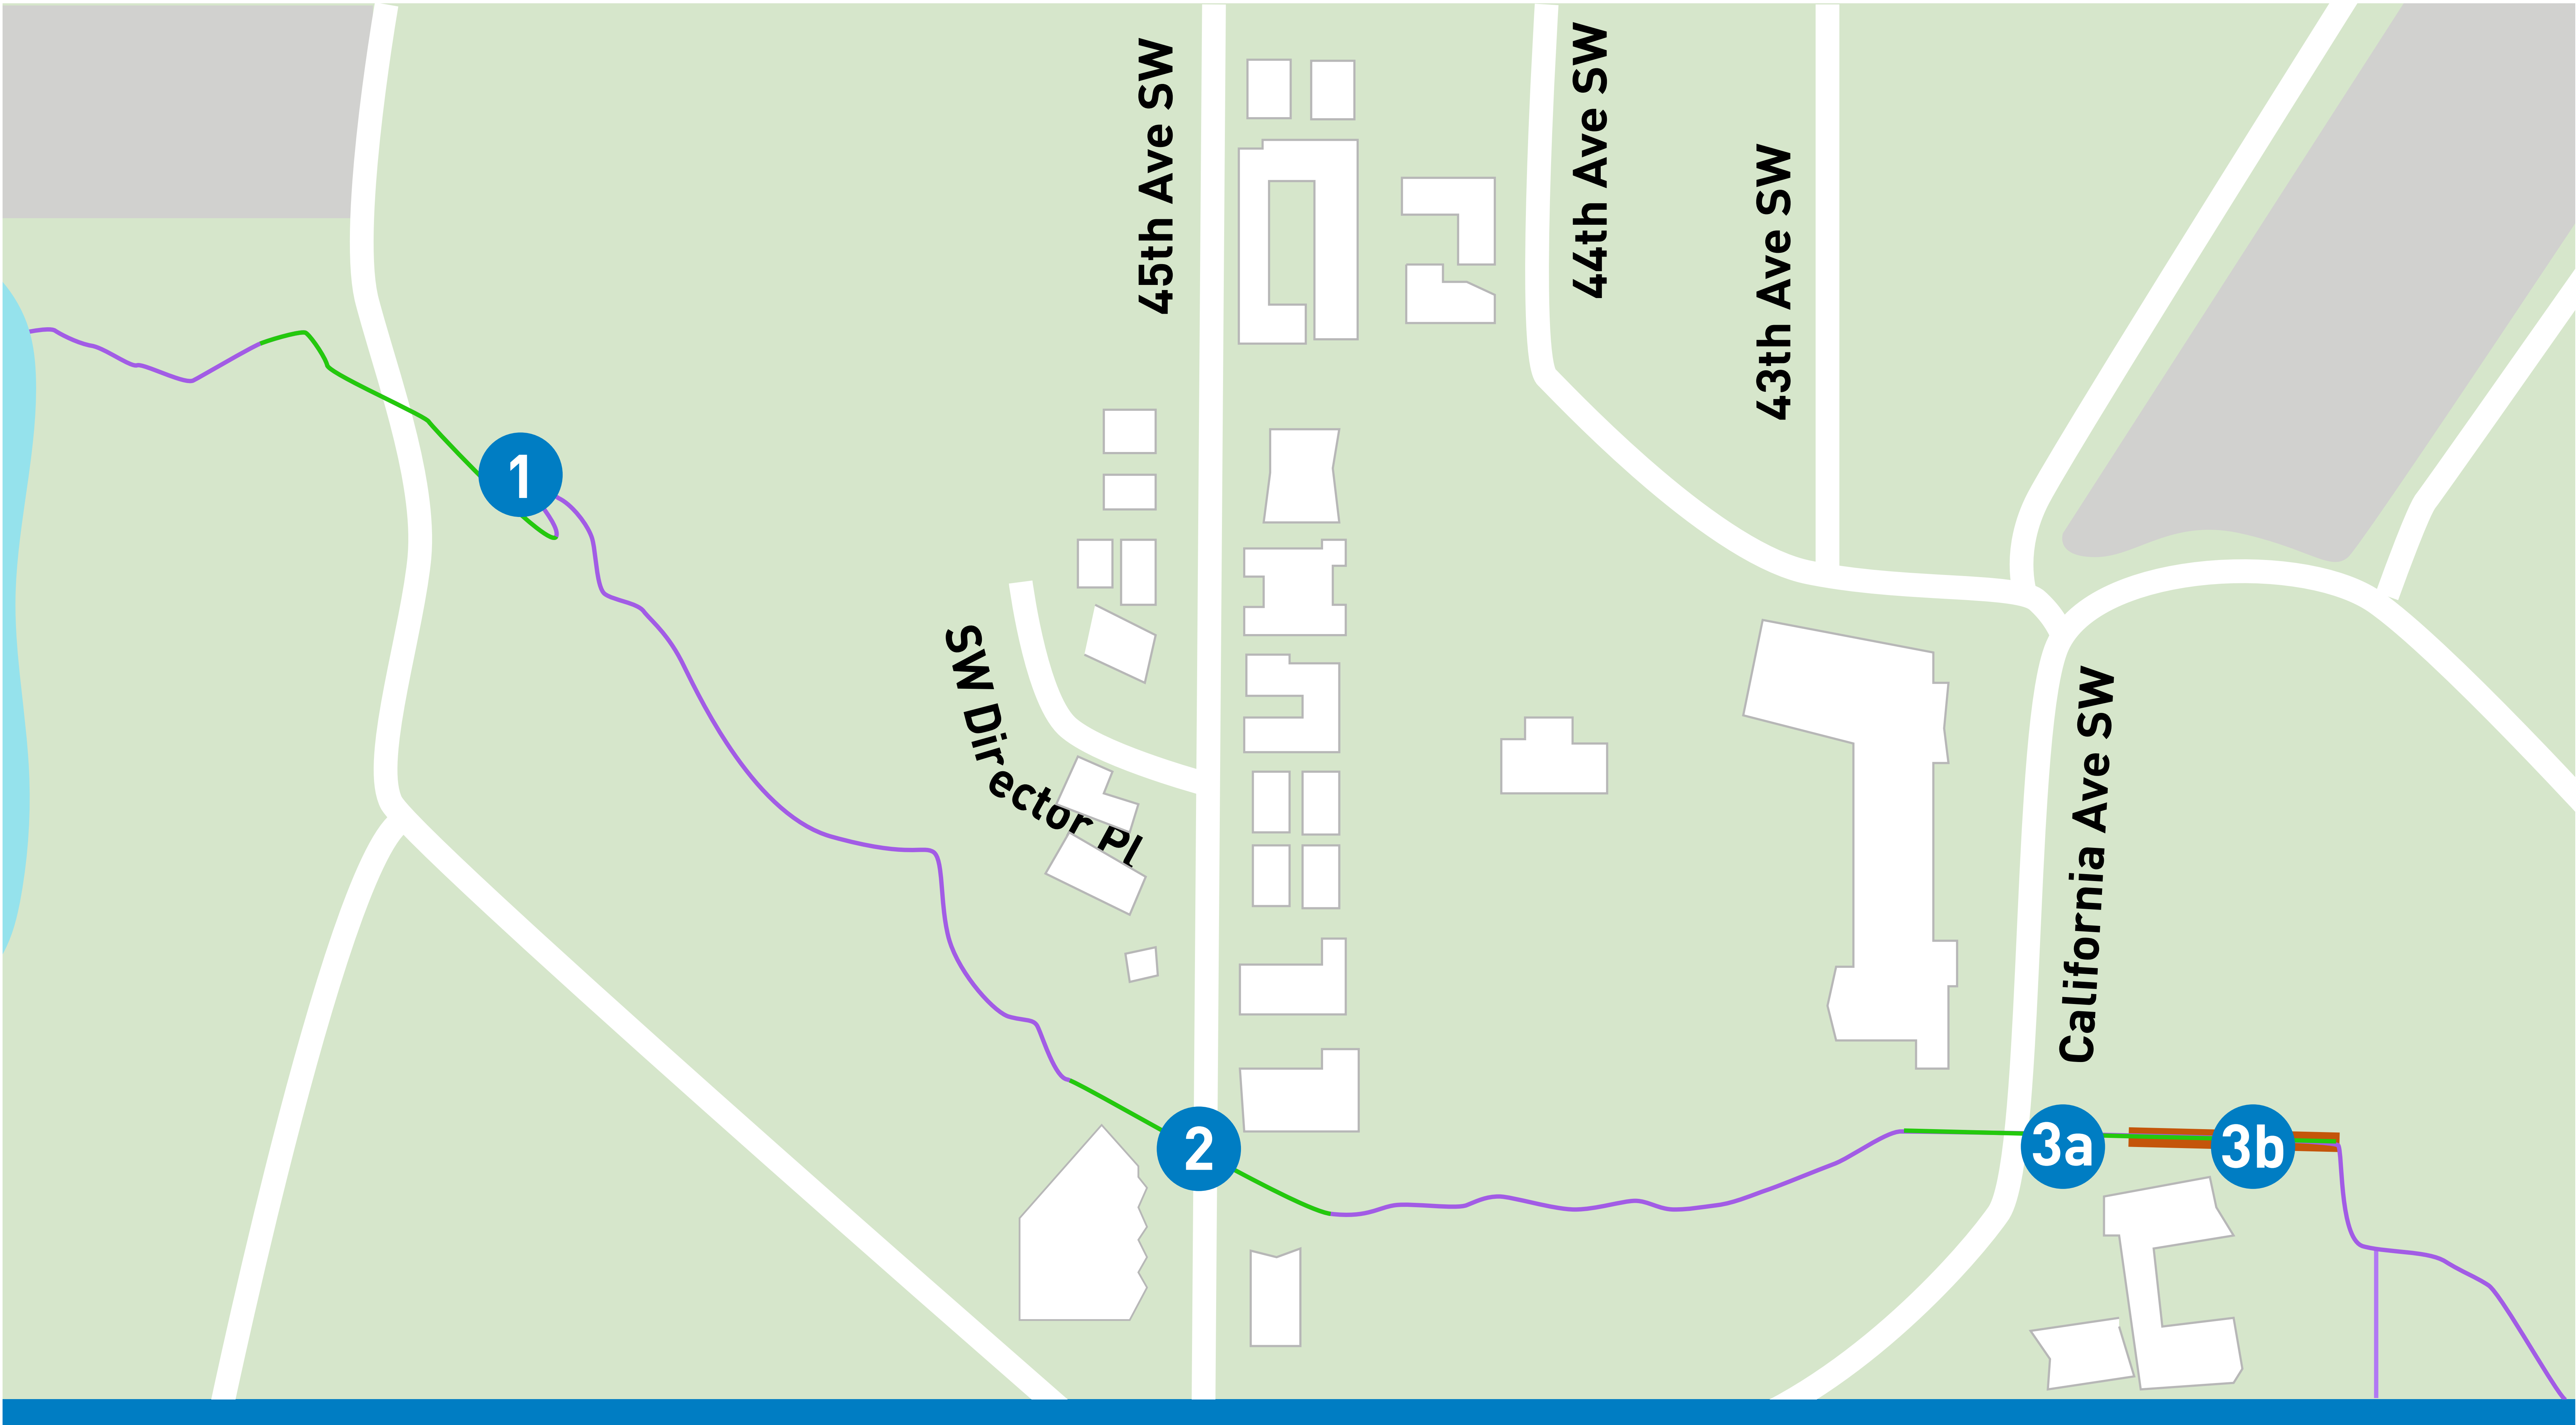 45th Ave SW
44th Ave SW
43th Ave SW
1
SW Director Pl
California Ave SW
2
3a
3b